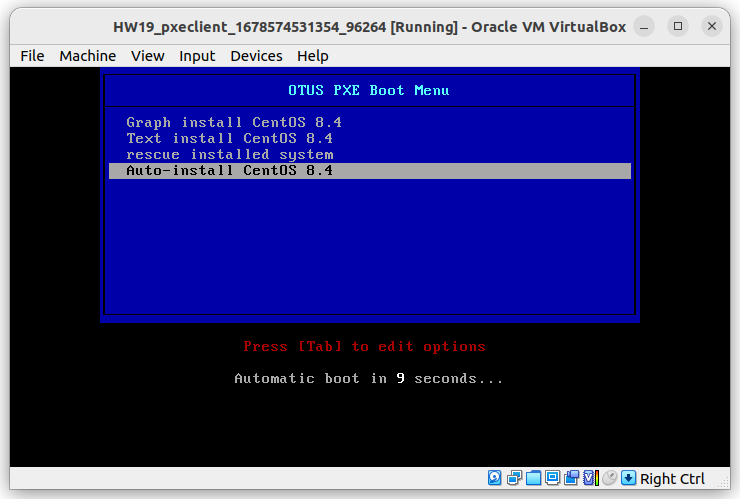 HW19_pxeclient_1678574531354_96264 [Running] - Oracle VM VirtualBox
File Machine View Input Devices Help
OTUS PXE Boot Menu
Graph install CentOS 8.4
Text install CentOS 8.4
rescue installed system
Auto-install CentOS 8.4
Press [Tab] to edit options
Automatic boot in 9 seconds...
Right Ctrl